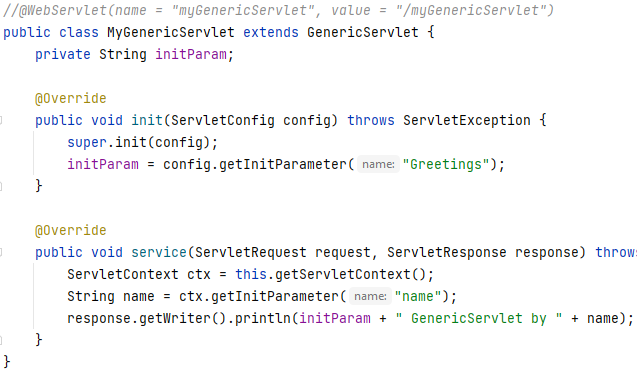 //@WebServlet(name = "myGenericServlet", value = "/myGenericServlet")
public class MyGenericServlet extends GenericServlet {
private String initParam;
@Override
public void init(ServletConfig config) throws ServletException {
super.init(config);
initParam = config.getInitParameter( name: "Greetings");
}
@Override
public void service(ServletRequest request, ServletResponse response) throws
ServletContext ctx = this.getServletContext();
String name = ctx.getInitParameter( name: "name");
response.getWriter().println(initParam + " GenericServlet by " + name);
}
}